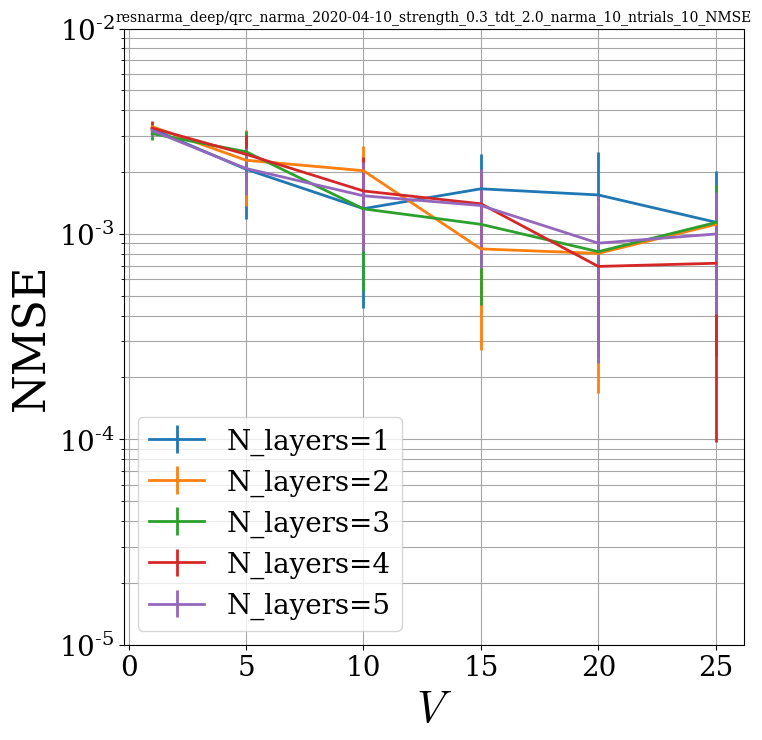 resnarma_deep/qrc_narma_2020-04-10_strength_0.3_tdt_2.0_narma_10_ntrials_10_NMSE
10^-2
10^-3
10^-4
10^-5
NMSE
N_layers=1
N_layers=2
N_layers=3
N_layers=4
N_layers=5
0 5 10 15 20 25
V